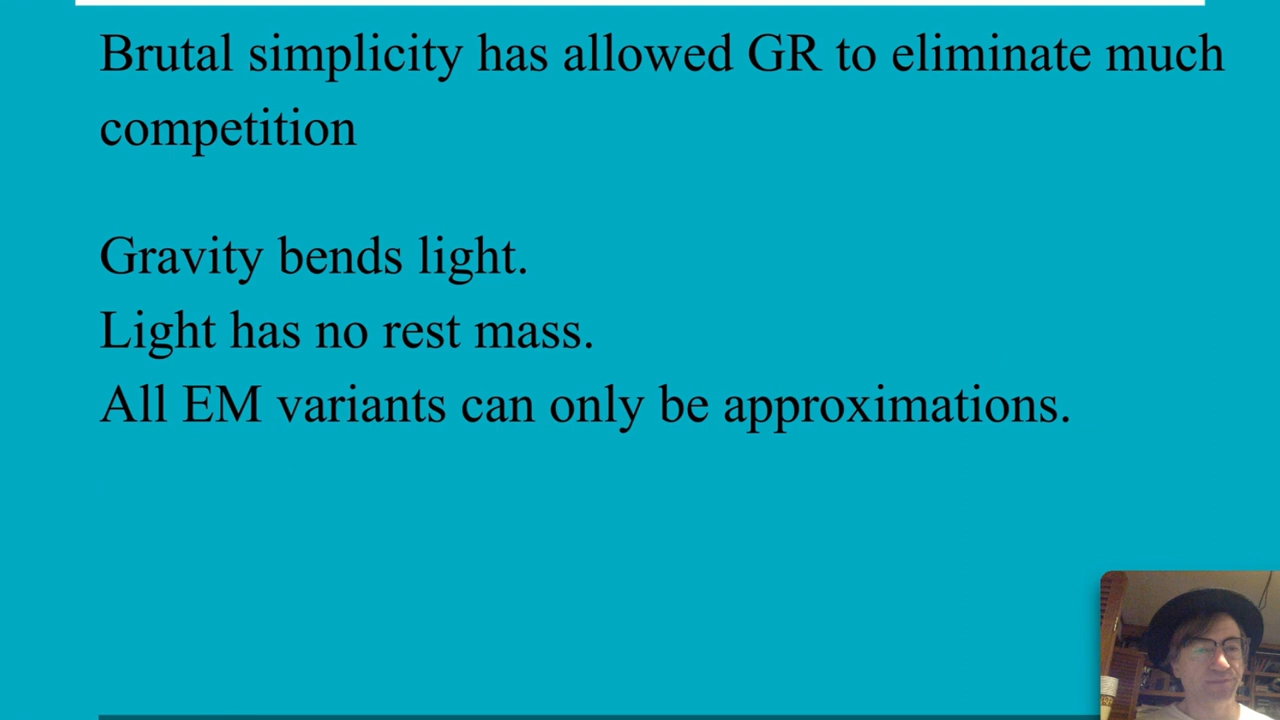 Brutal simplicity has allowed GR to eliminate much
competition
Gravity bends light.
Light has no rest mass.
All EM variants can only be approximations.